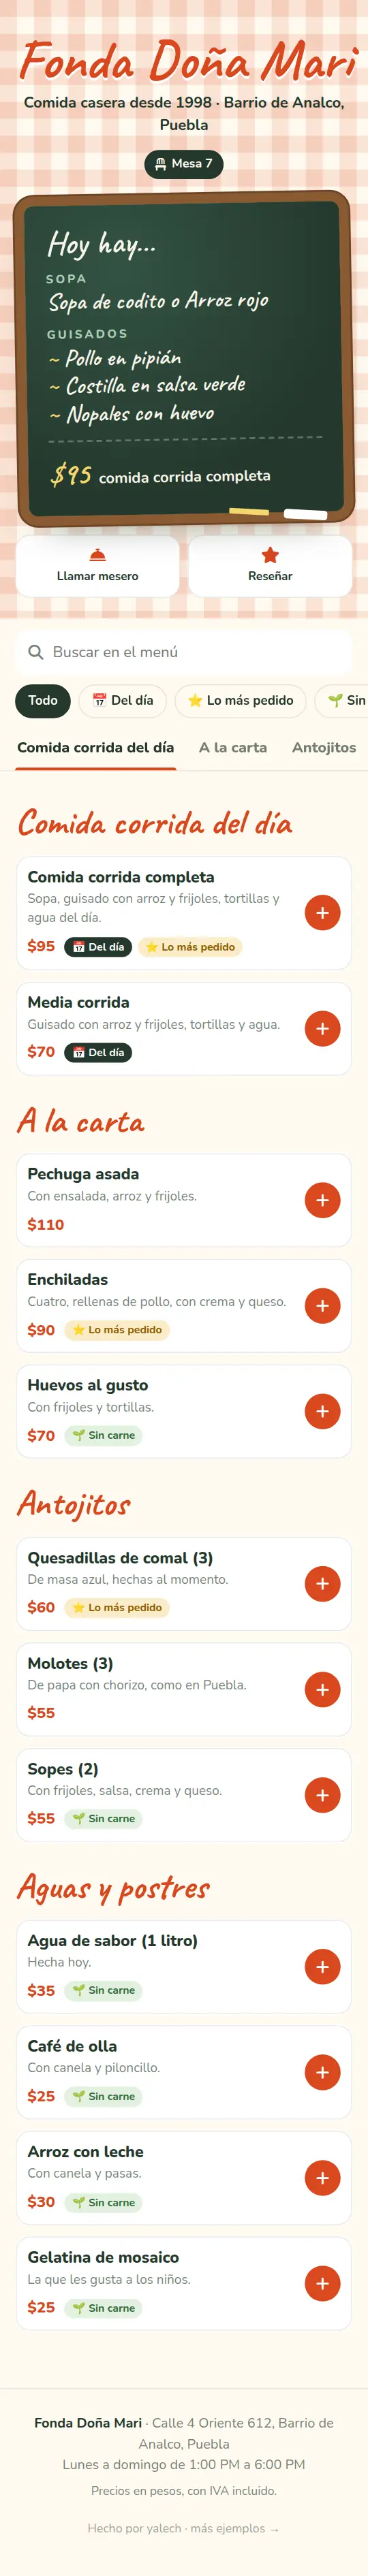 Fonda Doña Mari
Comida casera desde 1998 · Barrio de Analco,
Puebla
Mesa 7
Hoy hay...
SOPA
Sopa de codito o Arroz rojo
GUISADOS
~ Pollo en pipián
~ Costilla en salsa verde
~ Nopales con huevo
$95 comida corrida completa
Llamar mesero
Reseñar
Buscar en el menú
Todo
📅 Del día
⭐ Lo más pedido
🌱 Sin
Comida corrida del día
A la carta
Antojitos
Comida corrida del día
Comida corrida completa
Sopa, guisado con arroz y frijoles, tortillas y
agua del día.
$95 📅 Del día ⭐ Lo más pedido
+
Media corrida
Guisado con arroz y frijoles, tortillas y agua.
$70 📅 Del día
+
A la carta
Pechuga asada
Con ensalada, arroz y frijoles.
$110
+
Enchiladas
Cuatro, rellenas de pollo, con crema y queso.
$90 ⭐ Lo más pedido
+
Huevos al gusto
Con frijoles y tortillas.
$70 🌱 Sin carne
+
Antojitos
Quesadillas de comal (3)
De masa azul, hechas al momento.
$60 ⭐ Lo más pedido
+
Molotes (3)
De papa con chorizo, como en Puebla.
$55
+
Sopes (2)
Con frijoles, salsa, crema y queso.
$55 🌱 Sin carne
+
Aguas y postres
Agua de sabor (1 litro)
Hecha hoy.
$35 🌱 Sin carne
+
Café de olla
Con canela y piloncillo.
$25 🌱 Sin carne
+
Arroz con leche
Con canela y pasas.
$30 🌱 Sin carne
+
Gelatina de mosaico
La que les gusta a los niños.
$25 🌱 Sin carne
+
Fonda Doña Mari · Calle 4 Oriente 612, Barrio de
Analco, Puebla
Lunes a domingo de 1:00 PM a 6:00 PM
Precios en pesos, con IVA incluido.
Hecho por yalech · más ejemplos →